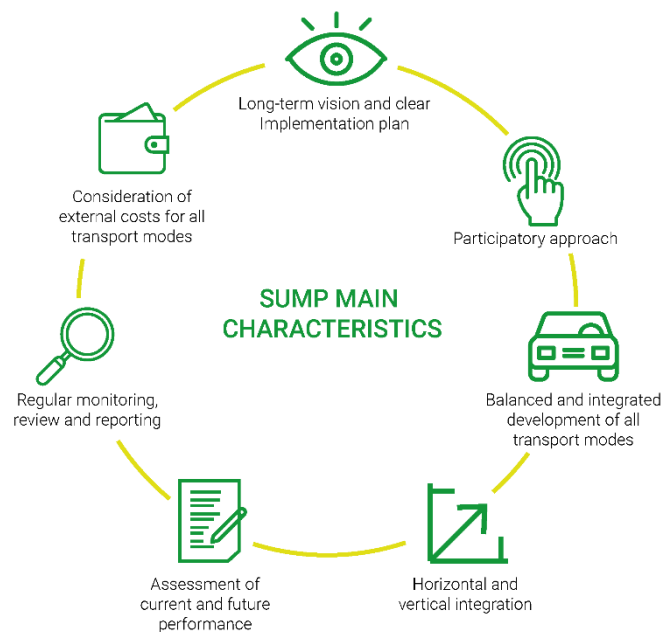 Long-term vision and clear
Implementation plan
Participatory approach
Balanced and integrated
development of all
transport modes
Horizontal and
vertical integration
Assessment of
current and future
performance
Regular monitoring,
review and reporting
Consideration of
external costs for all
transport modes
SUMP MAIN
CHARACTERISTICS